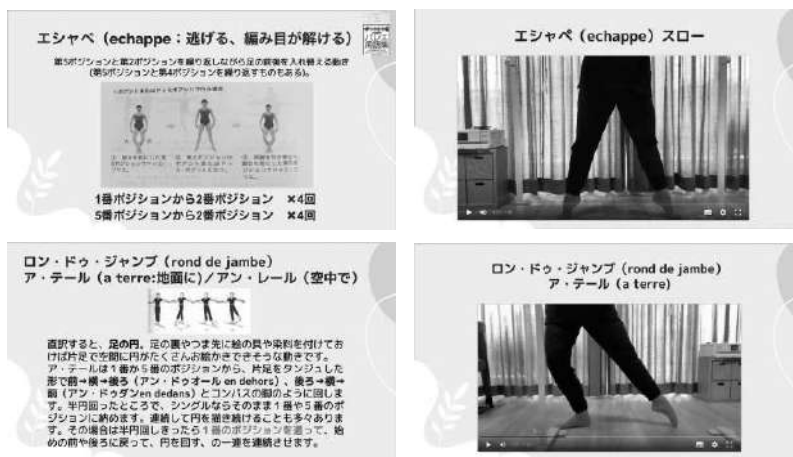 エシャペ（echappe：逃げる、編み目が解ける）
第5ポジションと第2ポジションを繰り返しながら足の前後を入れ替える動き
(第5ポジションと第4ポジションを繰り返すものもある)。
1番ポジションから2番ポジション　×4回
5番ポジションから2番ポジション　×4回
エシャペ（echappe）スロー
ロン・ドゥ・ジャンブ（rond de jambe）
ア・テール（a terre:地面に)／アン・レール（空中で）
直訳すると、足の円。足の裏やつま先に絵の具や染料を付けてお
けば片足で空間に円がたくさんお絵かきできそうな動きです。
ア・テールは1番か5番のポジションから、片足をタンジュした
形で前→横→後ろ（アン・ドゥオール en dehors）、後ろ→横→
前（アン・ドゥダン en dedans）とコンパスの脚のように回しま
す。半円回ったところで、シングルならそのまま1番や5番のポ
ジションに納めます。連続して円を描き続けることも多々ありま
す。その場合は半円回しきったら1番のポジションを通って、始
めの前や後ろに戻って、円を回す、の一連を連続させます。
ロン・ドゥ・ジャンブ（rond de jambe）
ア・テール（a terre)